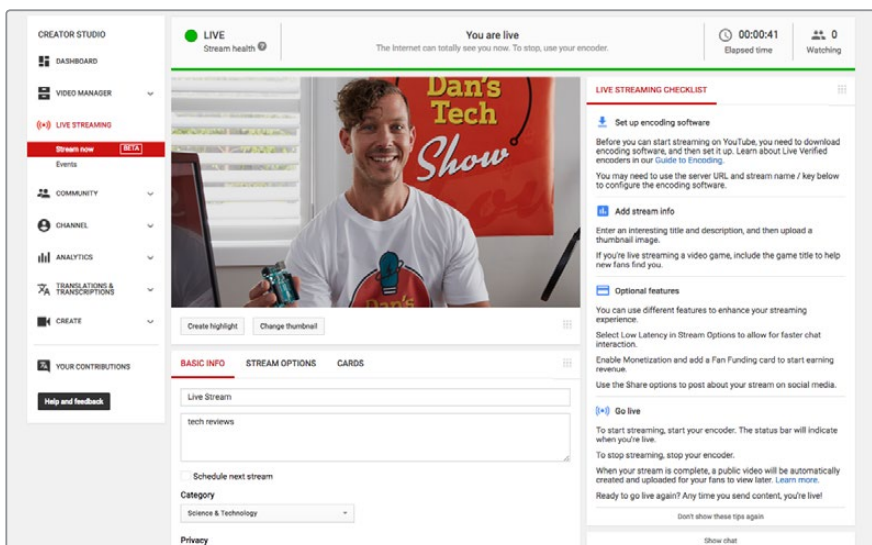 CREATOR STUDIO
DASHBOARD
VIDEO MANAGER
LIVE STREAMING
Stream now BETA
Events
COMMUNITY
CHANNEL
ANALYTICS
TRANSLATIONS &
TRANSCRIPTIONS
CREATE
YOUR CONTRIBUTIONS
Help and feedback
LIVE
Stream health ?
You are live
The Internet can totally see you now. To stop, use your encoder.
00:00:41
Elapsed time
0
Watching
Dan's
Tech
Show
Dan's
Create highlight
Change thumbnail
BASIC INFO STREAM OPTIONS CARDS
Live Stream
tech reviews
Schedule next stream
Category
Science & Technology
Privacy
LIVE STREAMING CHECKLIST
Set up encoding software
Before you can start streaming on YouTube, you need to download
encoding software, and then set it up. Learn about Live Verified
encoders in our Guide to Encoding.
You may need to use the server URL and stream name / key below
to configure the encoding software.
Add stream info
Enter an interesting title and description, and then upload a
thumbnail image.
If you're live streaming a video game, include the game title to help
new fans find you.
Optional features
You can use different features to enhance your streaming
experience.
Select Low Latency in Stream Options to allow for faster chat
interaction.
Enable Monetization and add a Fan Funding card to start earning
revenue.
Use the Share options to post about your stream on social media.
Go live
To start streaming, start your encoder. The status bar will indicate
when you're live.
To stop streaming, stop your encoder.
When your stream is complete, a public video will be automatically
created and uploaded for your fans to view later. Learn more.
Ready to go live again? Any time you send content, you're live!
Don't show these tips again
Show chat